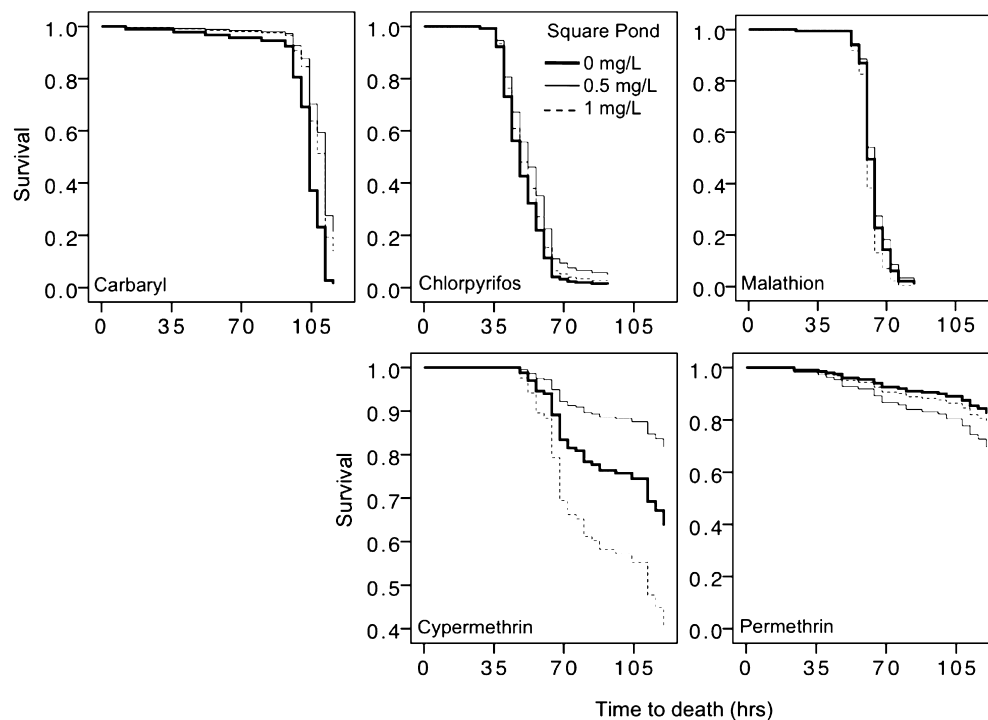 1.0
0.8
0.6
0.4
0.2
0.0
Survival
Carbaryl
0 35 70 105
1.0
0.8
0.6
0.4
0.2
0.0
Square Pond
0 mg/L
0.5 mg/L
1 mg/L
Chlorpyrifos
0 35 70 105
1.0
0.8
0.6
0.4
0.2
0.0
Malathion
0 35 70 105
1.0
0.9
0.8
0.7
0.6
0.5
0.4
Survival
Cypermethrin
0 35 70 105
1.0
0.8
0.6
0.4
0.2
0.0
Permethrin
0 35 70 105
Time to death (hrs)